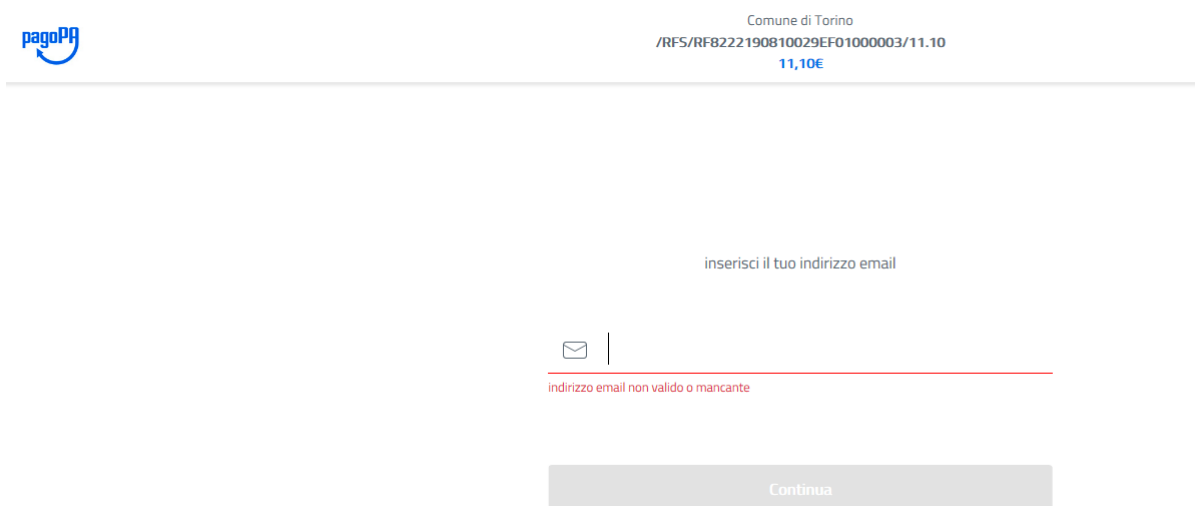 pagoPA
Comune di Torino
/RFS/RF8222190810029EF01000003/11.10
11,10€
inserisci il tuo indirizzo email
indirizzo email non valido o mancante
Continua